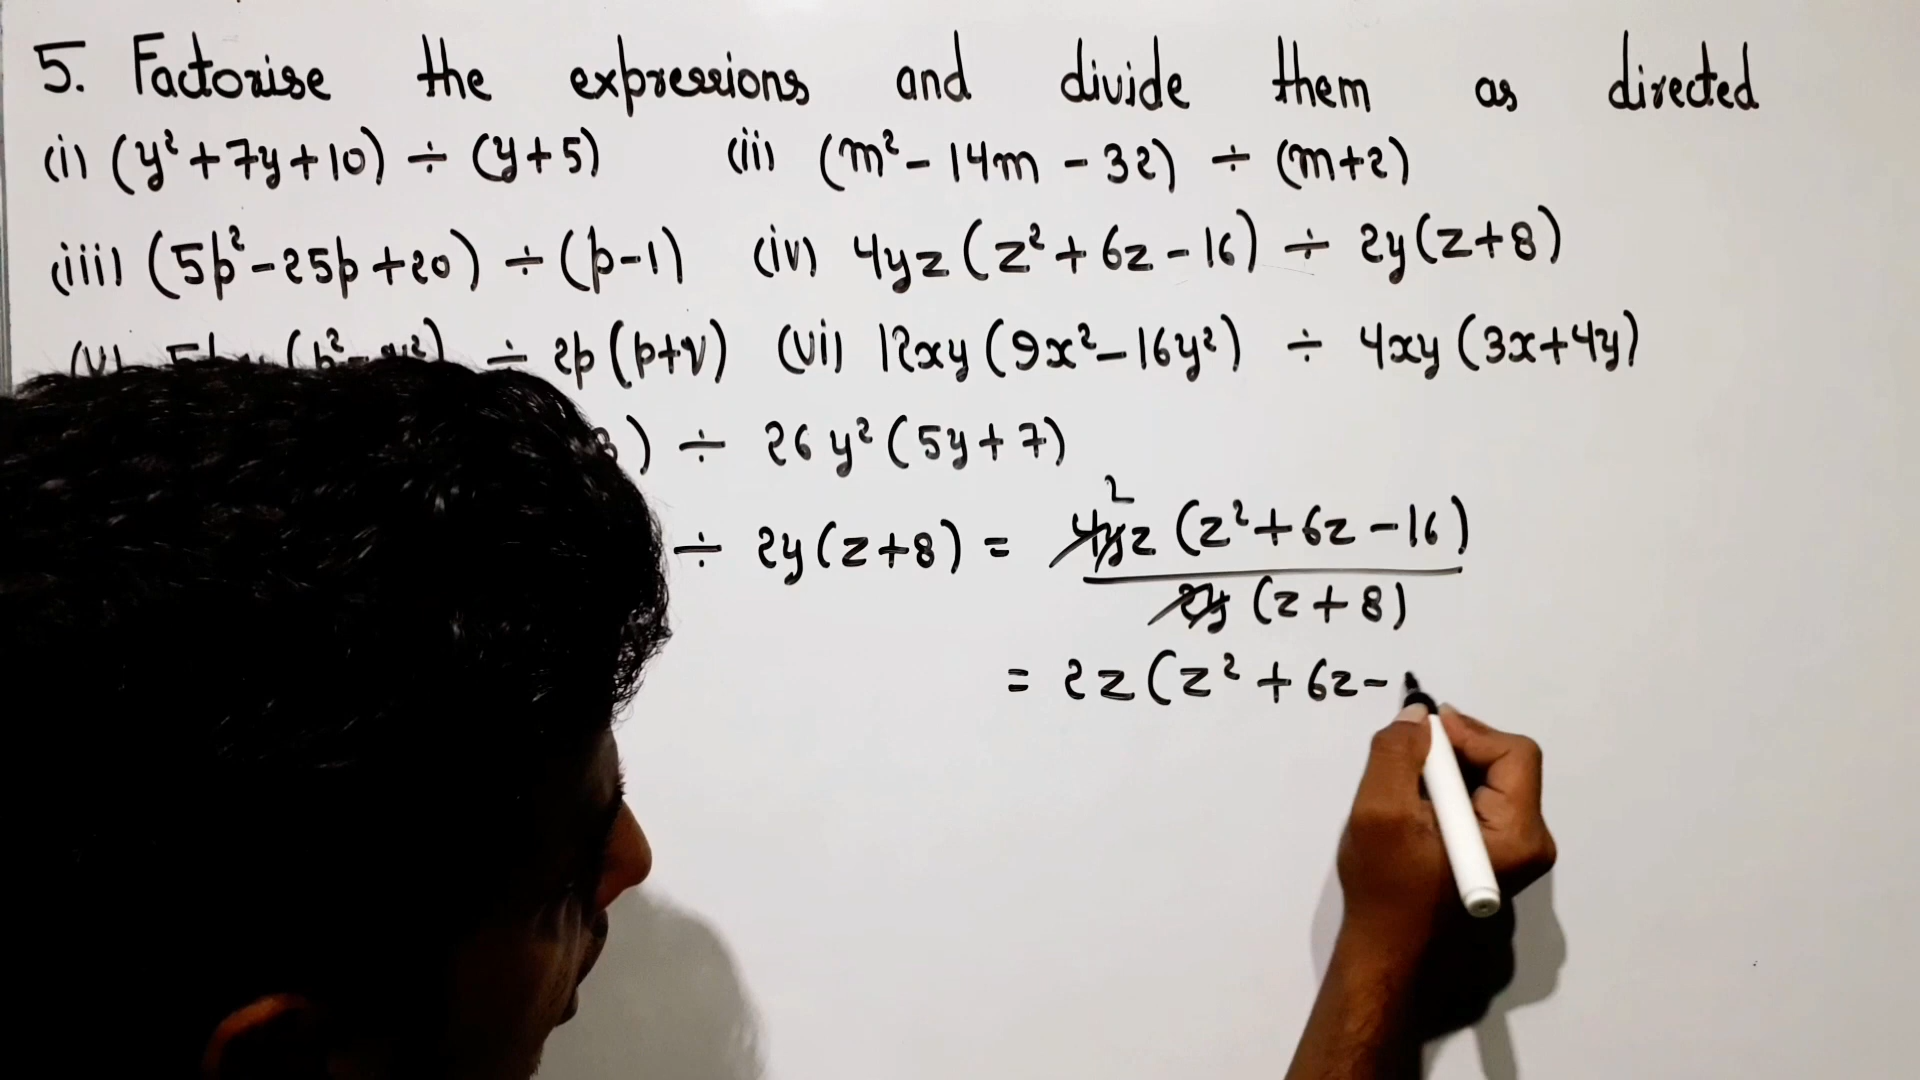 5. Factorise the expressions and divide them as directed
(i) (y²+7y+10) ÷ (y+5) (ii) (m²-14m-32) ÷ (m+2)
(iii) (5p²-25p+20) ÷ (p-1) (iv) 4yz(z²+6z-16) ÷ 2y(z+8)
(v) ÷ 2p(p+q) (vi) 12xy(9x²-16y²) ÷ 4xy(3x+4y)
) ÷ 26y²(5y+7)
2
÷ 2y(z+8) = 4yz(z²+6z-16)
2y(z+8)
= 2z(z²+6z-